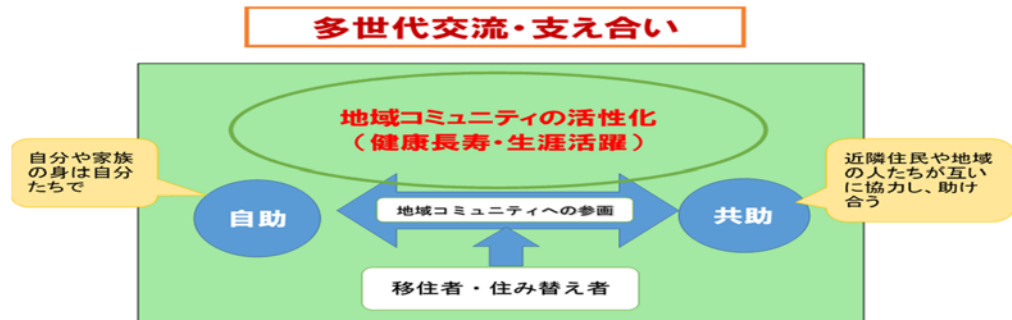 多世代交流・支え合い
地域コミュニティの活性化
（健康長寿・生涯活躍）
自分や家族
の身は自分
たちで
近隣住民や地域
の人たちが互い
に協力し、助け
合う
自助
地域コミュニティへの参画
共助
移住者・住み替え者